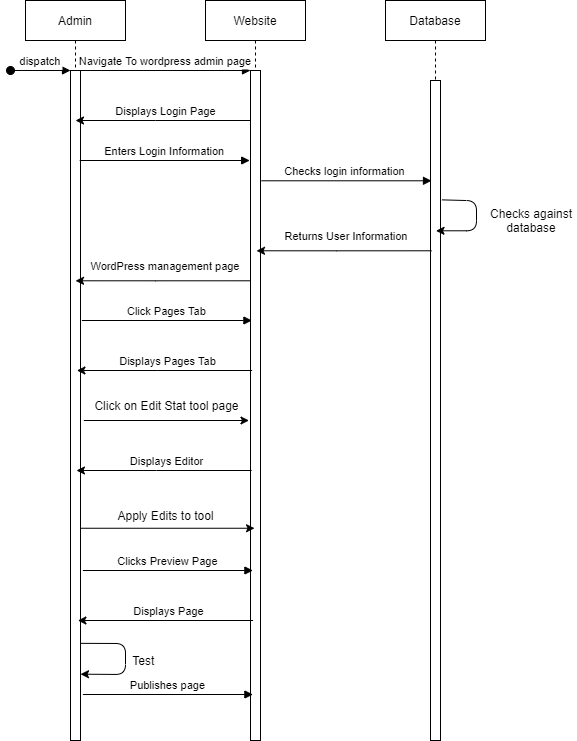 Admin
Website
Database
dispatch
Navigate To wordpress admin page
Displays Login Page
Enters Login Information
Checks login information
Checks against
database
Returns User Information
WordPress management page
Click Pages Tab
Displays Pages Tab
Click on Edit Stat tool page
Displays Editor
Apply Edits to tool
Clicks Preview Page
Displays Page
Test
Publishes page